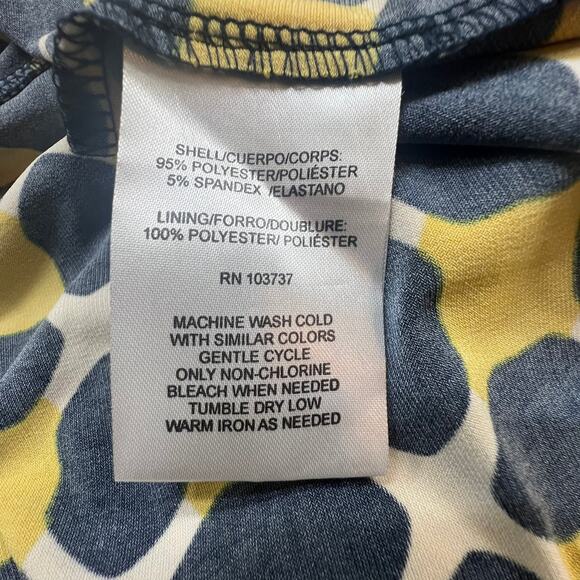 SHELL/CUERPO/CORPS:
95% POLYESTER/POLIÉSTER
5% SPANDEX /ELASTANO
LINING/FORRO/DOUBLURE:
100% POLYESTER/ POLIÉSTER
RN 103737
MACHINE WASH COLD
WITH SIMILAR COLORS
GENTLE CYCLE
ONLY NON-CHLORINE
BLEACH WHEN NEEDED
TUMBLE DRY LOW
WARM IRON AS NEEDED